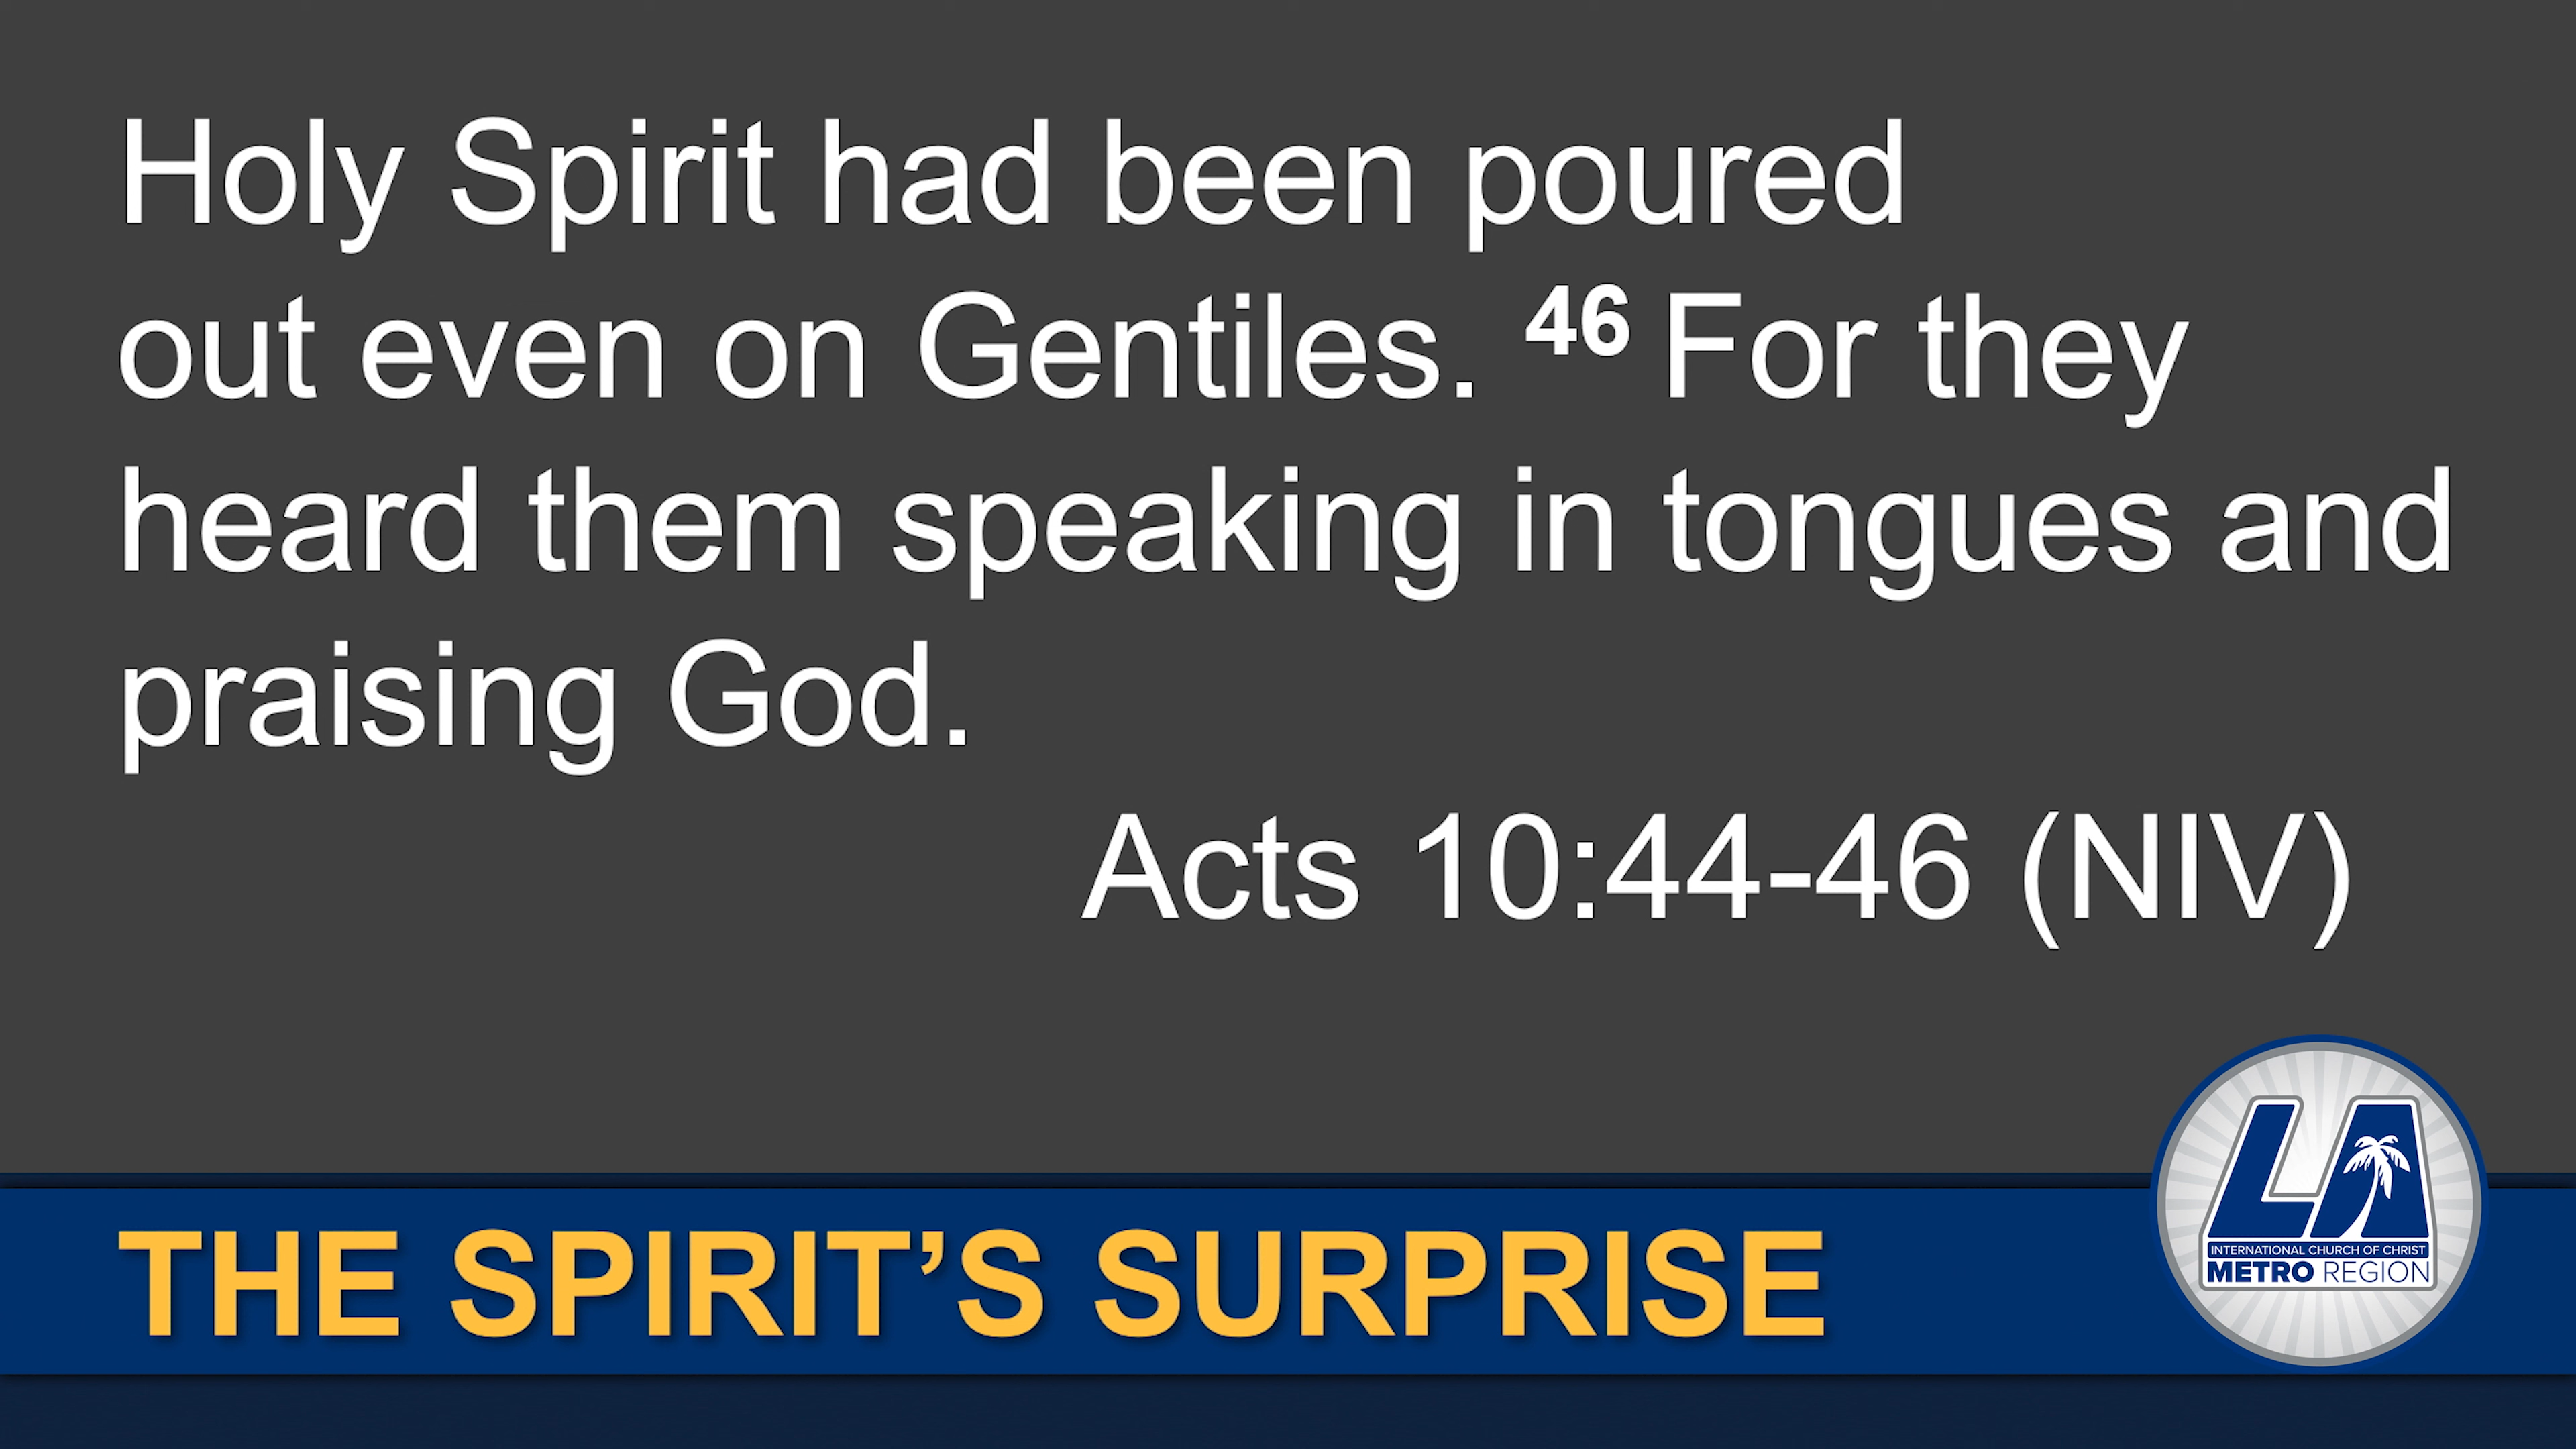 Holy Spirit had been poured
out even on Gentiles. 46 For they
heard them speaking in tongues and
praising God.
Acts 10:44-46 (NIV)
THE SPIRIT’S SURPRISE
LA
INTERNATIONAL CHURCH OF CHRIST
METRO REGION